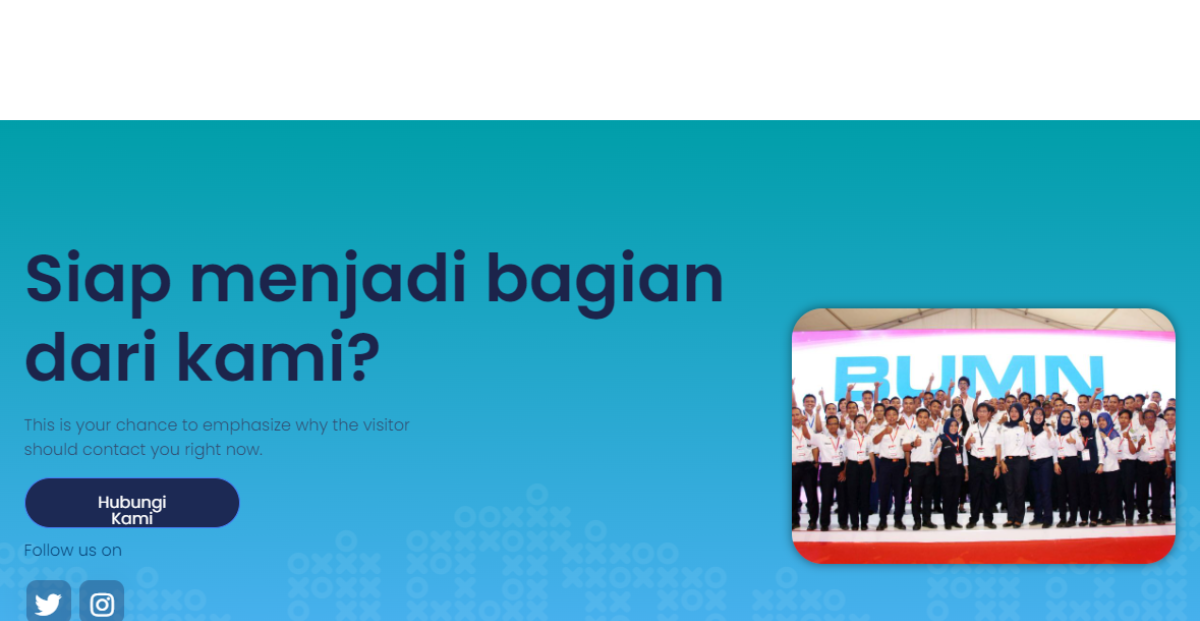 Siap menjadi bagian
dari kami?
This is your chance to emphasize why the visitor
should contact you right now.
Hubungi
Kami
Follow us on
BUMN